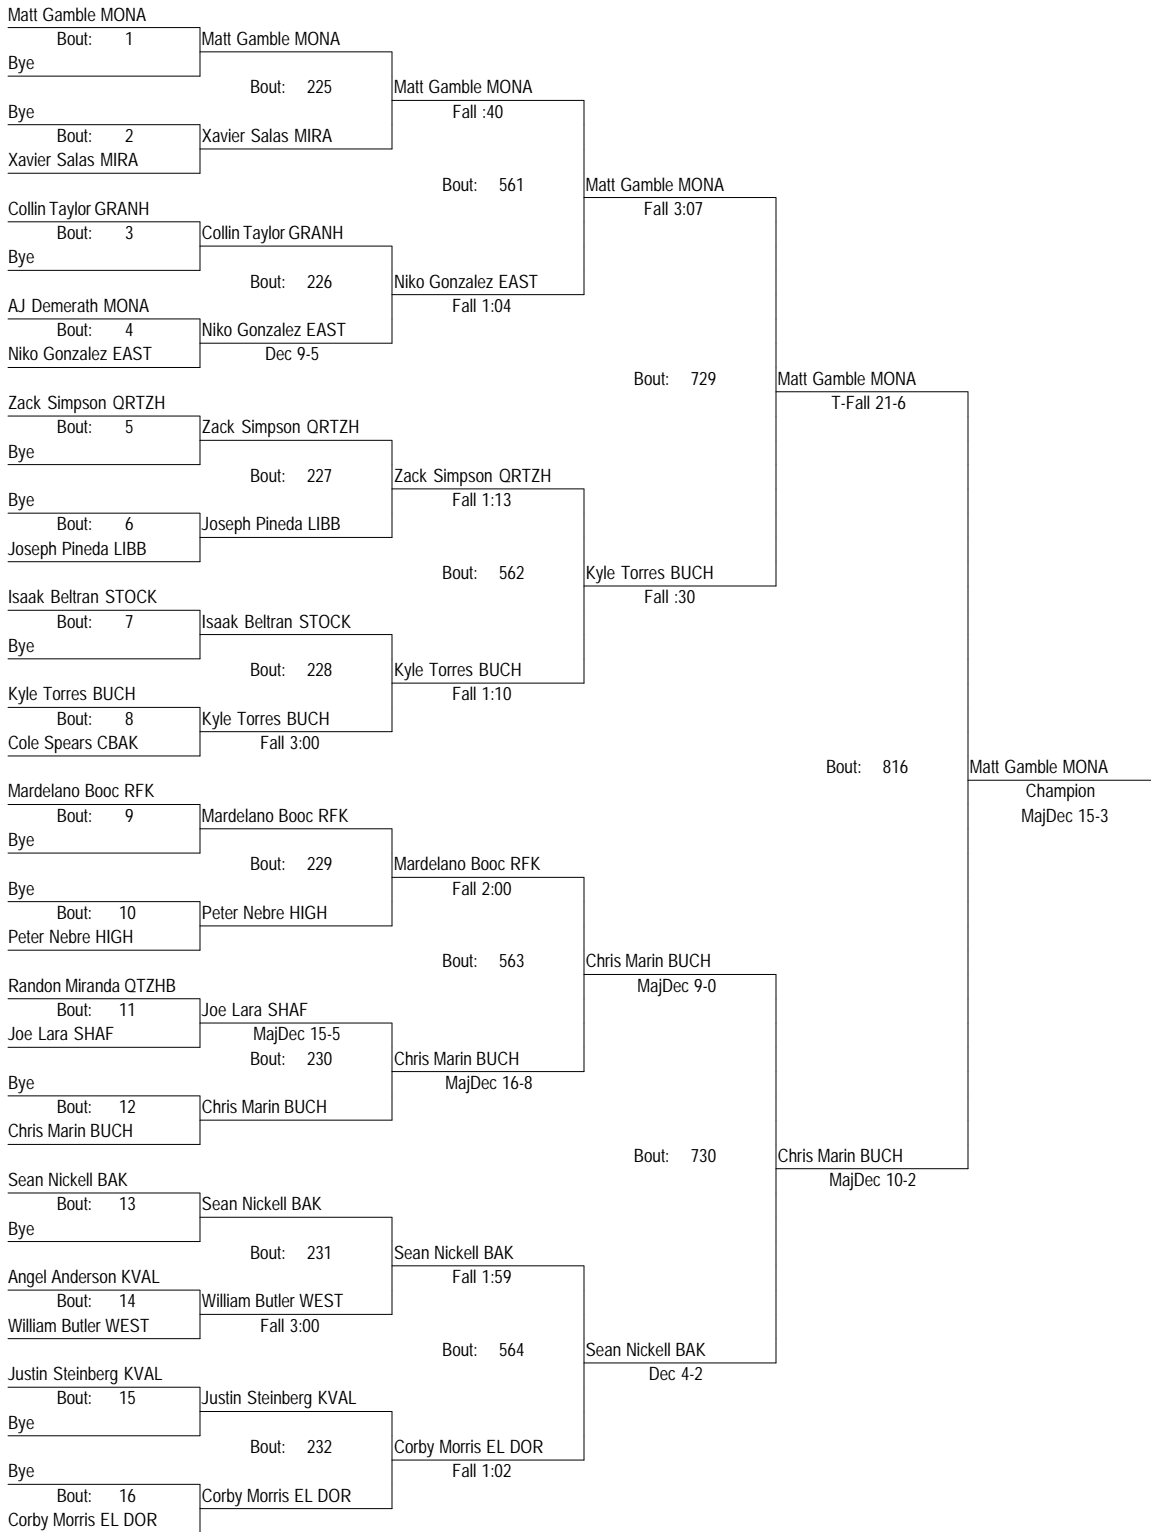 Matt Gamble MONA
Bout: 1
Matt Gamble MONA
Bye
Bout: 225
Matt Gamble MONA
Bye
Fall :40
Bout: 2
Xavier Salas MIRA
Xavier Salas MIRA
Bout: 561
Matt Gamble MONA
Collin Taylor GRANH
Fall 3:07
Bout: 3
Collin Taylor GRANH
Bye
Bout: 226
Niko Gonzalez EAST
AJ Demerath MONA
Fall 1:04
Bout: 4
Niko Gonzalez EAST
Niko Gonzalez EAST
Dec 9-5
Bout: 729
Matt Gamble MONA
Zack Simpson QRTZH
T-Fall 21-6
Bout: 5
Zack Simpson QRTZH
Bye
Bout: 227
Zack Simpson QRTZH
Bye
Fall 1:13
Bout: 6
Joseph Pineda LIBB
Joseph Pineda LIBB
Bout: 562
Kyle Torres BUCH
Isaak Beltran STOCK
Fall :30
Bout: 7
Isaak Beltran STOCK
Bye
Bout: 228
Kyle Torres BUCH
Kyle Torres BUCH
Fall 1:10
Bout: 8
Kyle Torres BUCH
Cole Spears CBAK
Fall 3:00
Bout: 816
Matt Gamble MONA
Mardelano Booc RFK
Champion
Bout: 9
Mardelano Booc RFK
MajDec 15-3
Bye
Bout: 229
Mardelano Booc RFK
Bye
Fall 2:00
Bout: 10
Peter Nebre HIGH
Peter Nebre HIGH
Bout: 563
Chris Marin BUCH
Randon Miranda QTZHB
MajDec 9-0
Bout: 11
Joe Lara SHAF
Joe Lara SHAF
MajDec 15-5
Bout: 230
Chris Marin BUCH
Bye
MajDec 16-8
Bout: 12
Chris Marin BUCH
Chris Marin BUCH
Bout: 730
Chris Marin BUCH
Sean Nickell BAK
MajDec 10-2
Bout: 13
Sean Nickell BAK
Bye
Bout: 231
Sean Nickell BAK
Angel Anderson KVAL
Fall 1:59
Bout: 14
William Butler WEST
William Butler WEST
Fall 3:00
Bout: 564
Sean Nickell BAK
Justin Steinberg KVAL
Dec 4-2
Bout: 15
Justin Steinberg KVAL
Bye
Bout: 232
Corby Morris EL DOR
Bye
Fall 1:02
Bout: 16
Corby Morris EL DOR
Corby Morris EL DOR